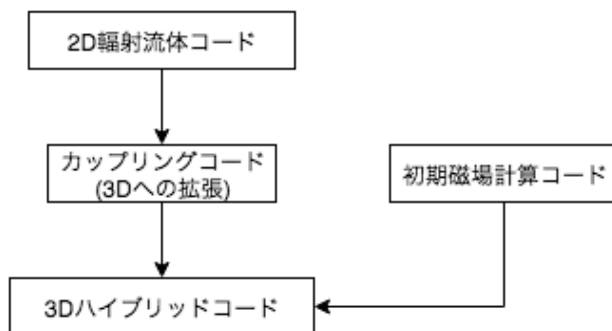 2D輻射流体コード
カップリングコード
(3Dへの拡張)
初期磁場計算コード
3Dハイブリッドコード